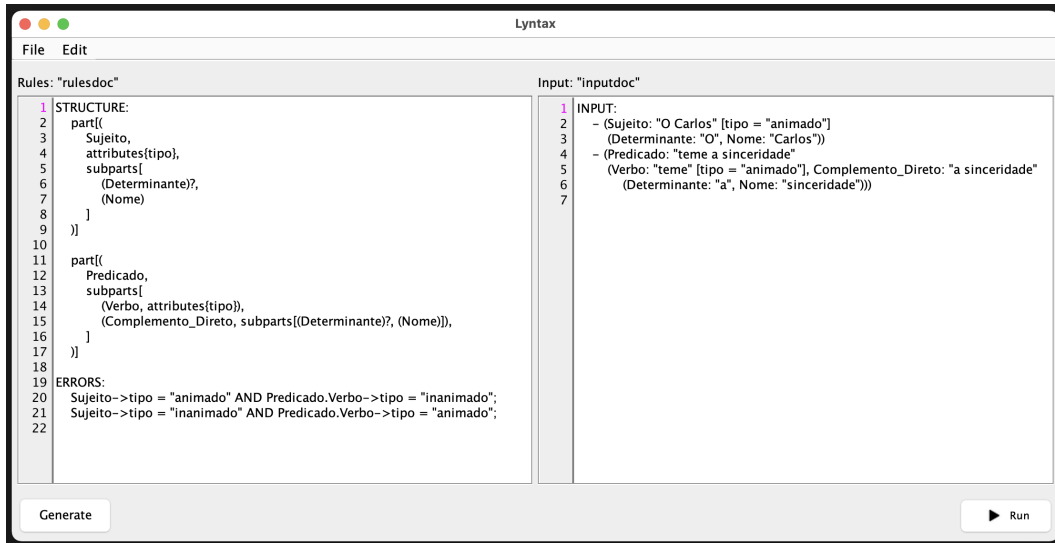 Lyntax
File Edit
Rules: "rulesdoc"
1 STRUCTURE:
2 part[(
3 Sujeito,
4 attributes{tipo},
5 subparts[
6 (Determinante)?,
7 (Nome)
8 ]
9 )]
10
11 part[(
12 Predicado,
13 subparts[
14 (Verbo, attributes{tipo}),
15 (Complemento_Direto, subparts[(Determinante)?, (Nome)]),
16 ]
17 )]
18
19 ERRORS:
20 Sujeito->tipo = "animado" AND Predicado.Verbo->tipo = "inanimado";
21 Sujeito->tipo = "inanimado" AND Predicado.Verbo->tipo = "animado";
22
Input: "inputdoc"
1 INPUT:
2 - (Sujeito: "O Carlos" [tipo = "animado"]
3 (Determinante: "O", Nome: "Carlos"))
4 - (Predicado: "teme a sinceridade"
5 (Verbo: "teme" [tipo = "animado"], Complemento_Direto: "a sinceridade"
6 (Determinante: "a", Nome: "sinceridade")))
7
Generate
Run